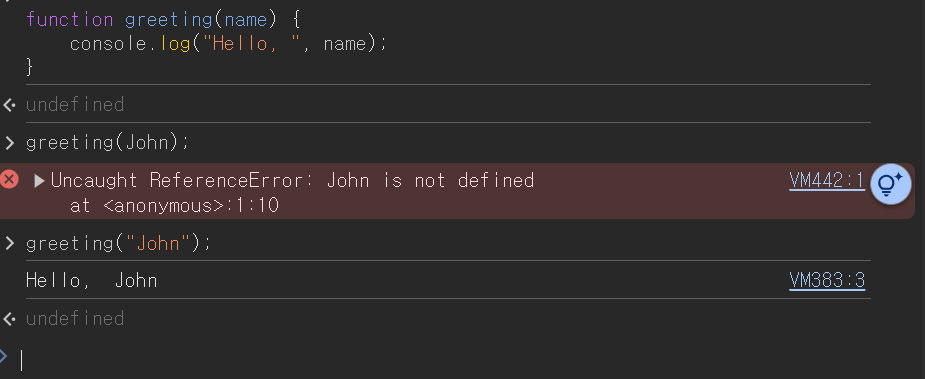 function greeting(name) {
    console.log("Hello, ", name);
}
undefined
greeting(John);
Uncaught ReferenceError: John is not defined VM442:1
    at <anonymous>:1:10
greeting("John");
Hello,  John VM383:3
undefined